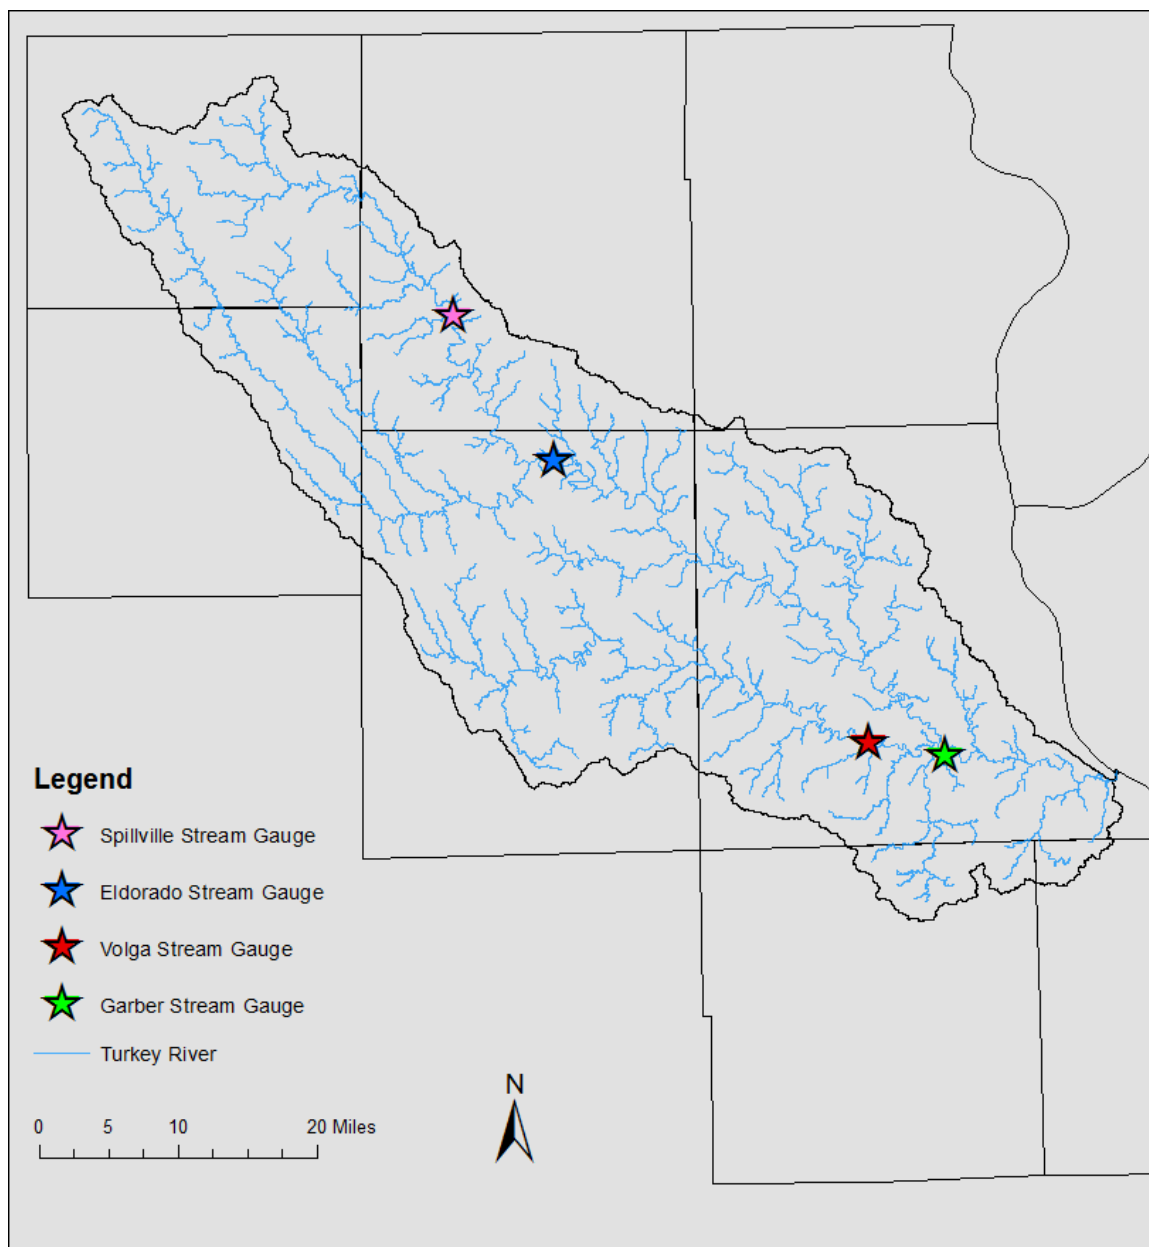 Legend
Spillville Stream Gauge
Eldorado Stream Gauge
Volga Stream Gauge
Garber Stream Gauge
Turkey River
0 5 10 20 Miles
N